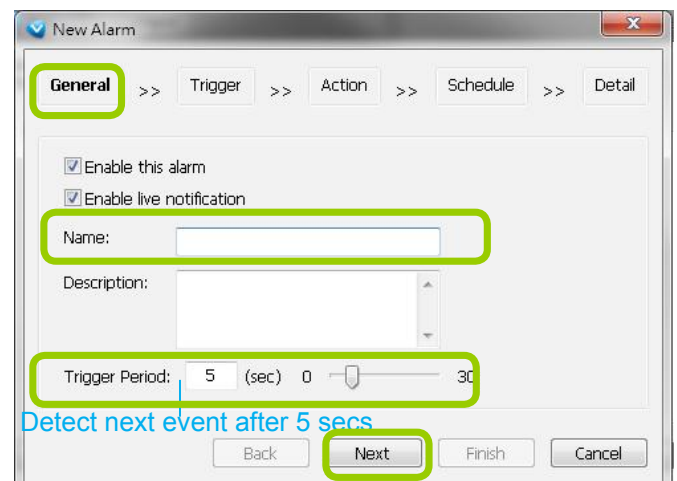 New Alarm
General >> Trigger >> Action >> Schedule >> Detail
Enable this alarm
Enable live notification
Name:
Description:
Trigger Period: 5 (sec) 0 30
Detect next event after 5 secs
Back Next Finish Cancel